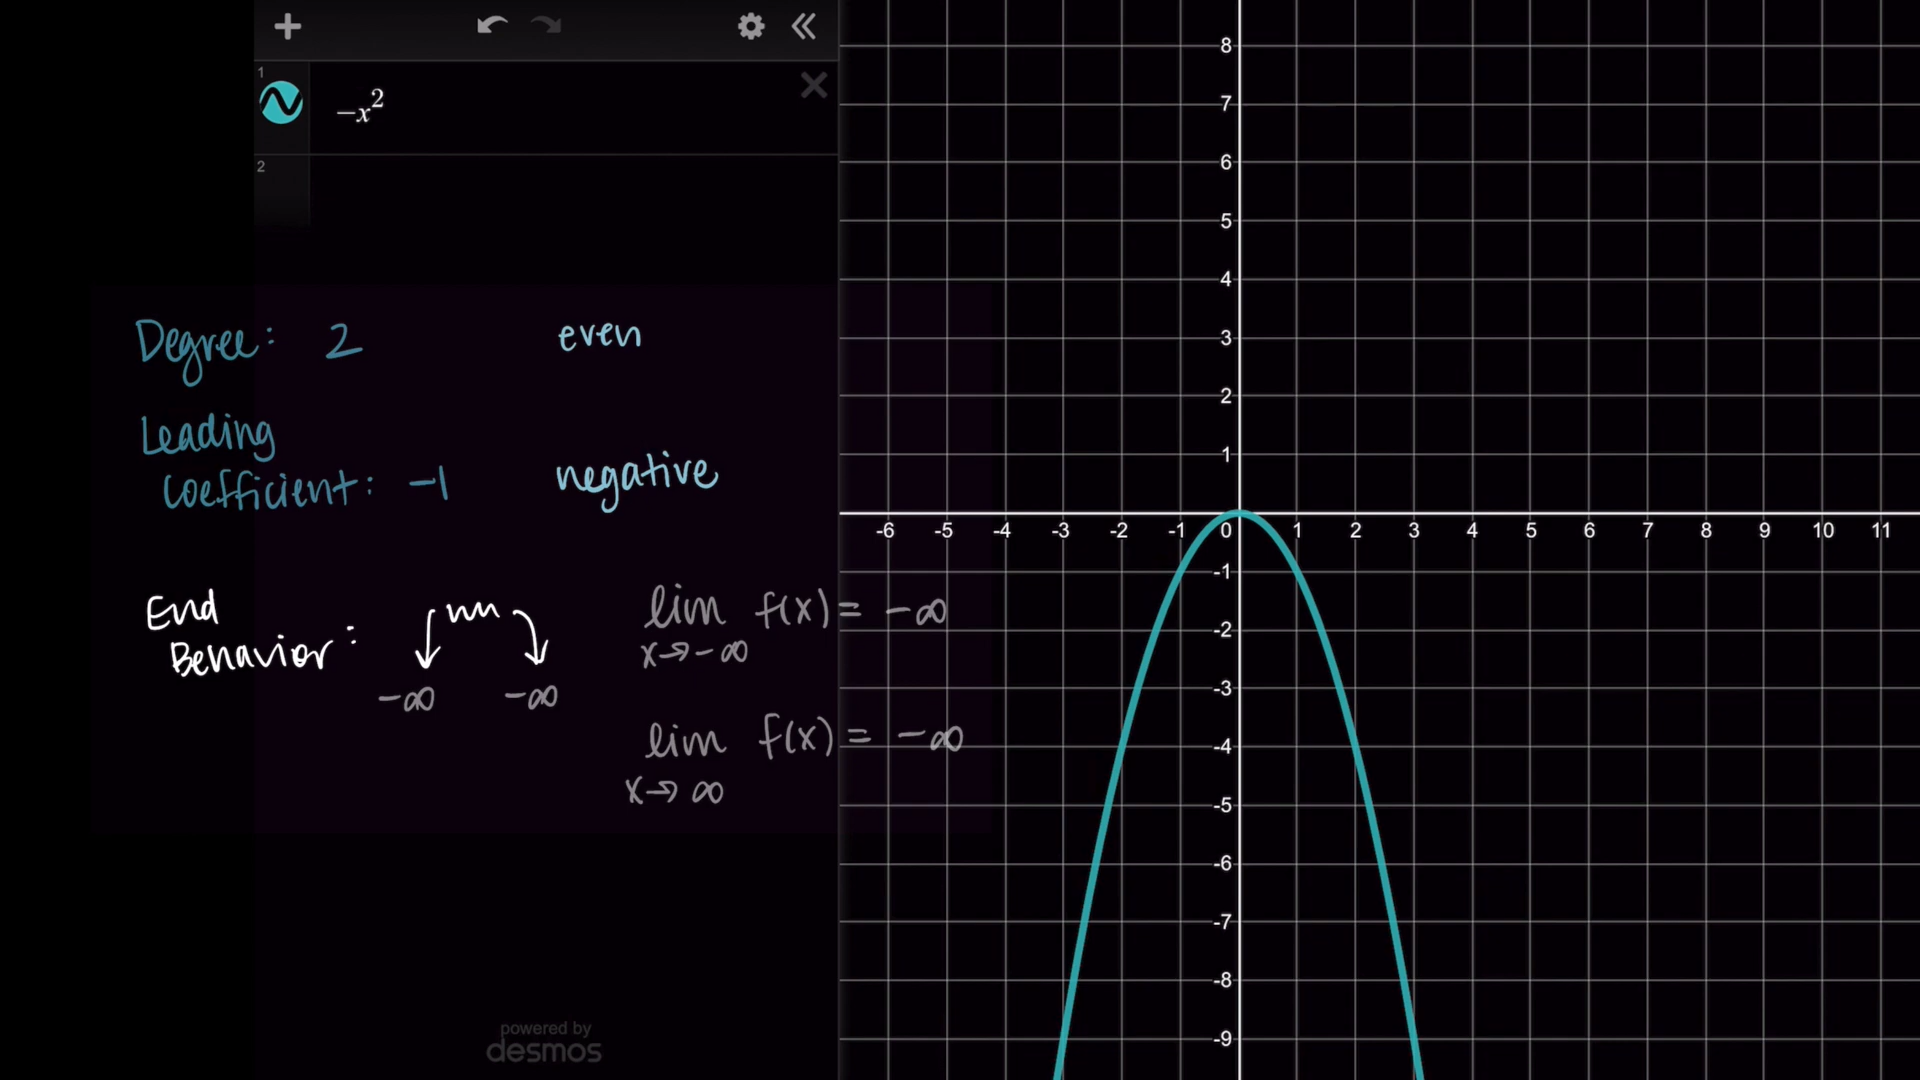 1
-x²
2
Degree: 2 even
Leading
Coefficient: -1 negative
End
Behavior:
-∞ -∞
lim f(x) = -∞
x→-∞
lim f(x) = -∞
x→∞
powered by
desmos
8
7
6
5
4
3
2
1
-6 -5 -4 -3 -2 -1 0 1 2 3 4 5 6 7 8 9 10 11
-1
-2
-3
-4
-5
-6
-7
-8
-9